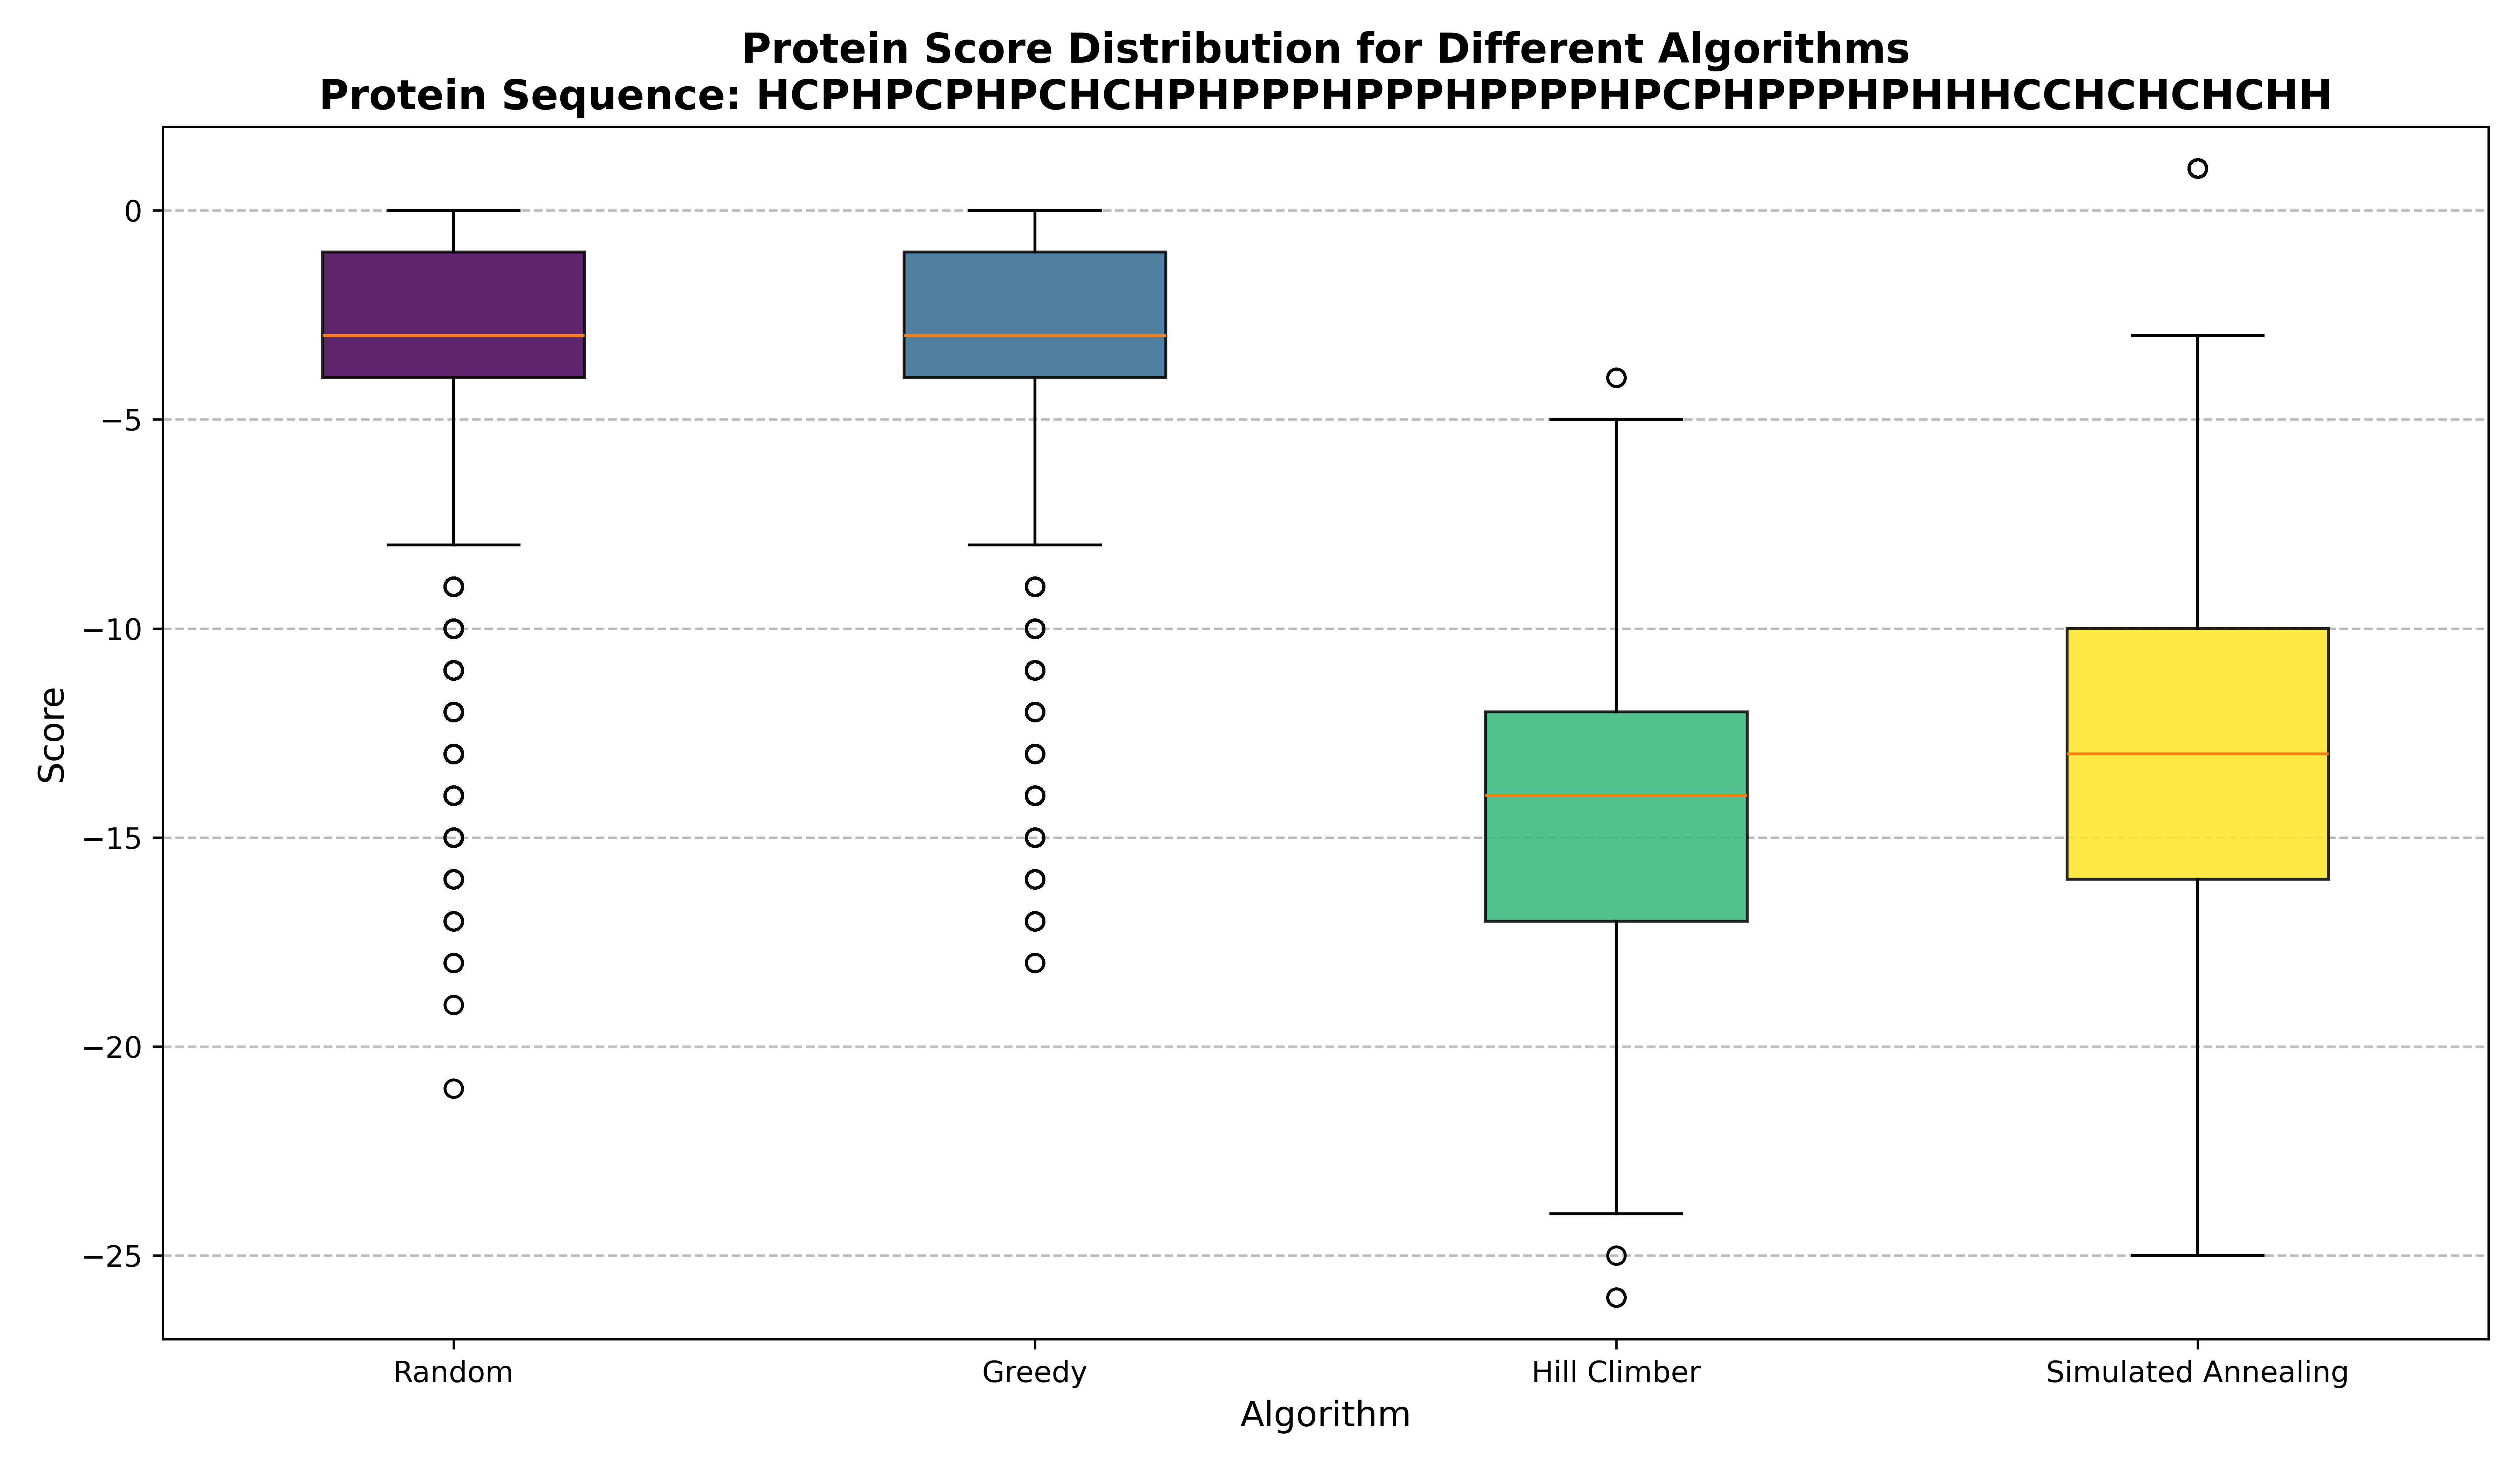 Protein Score Distribution for Different Algorithms
Protein Sequence: HCPHPCPHPCHCHPHPPPHPPPHPPPPHPCPHPPPHPHHHCCHCHCHCHH
0
−5
−10
−15
−20
−25
Score
Random
Greedy
Hill Climber
Simulated Annealing
Algorithm